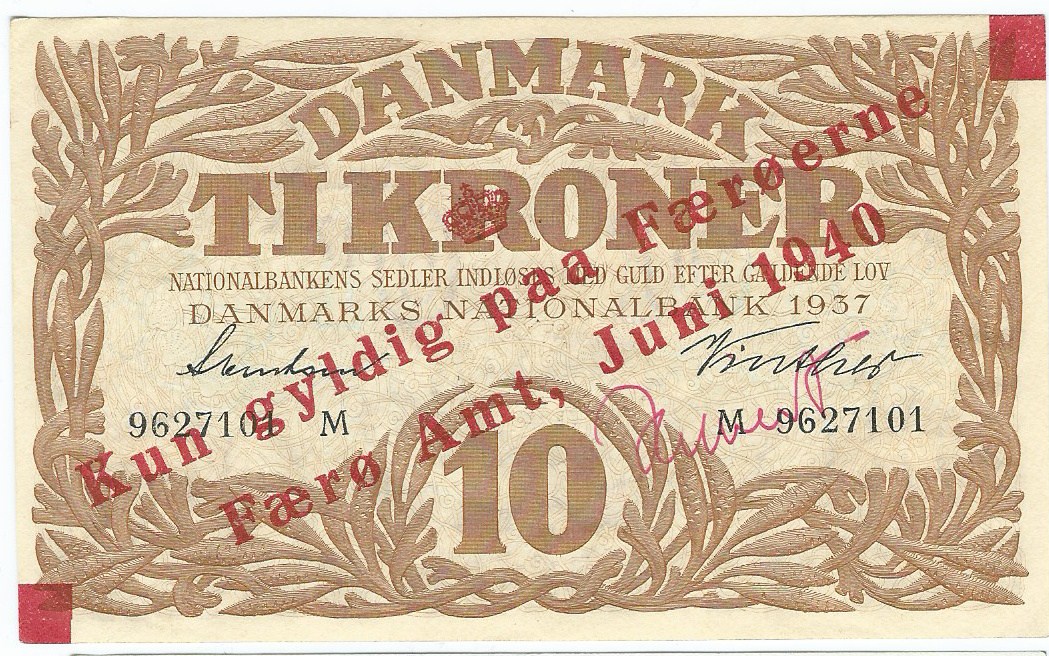 DANMARK
TI KRONER
NATIONALBANKENS SEDLER INDLØSES MED GULD EFTER GÆLDENDE LOV
DANMARKS NATIONALBANK 1937
9627101 M
M 9627101
10
Kun gyldig paa Færøerne
Færø Amt, Juni 1940